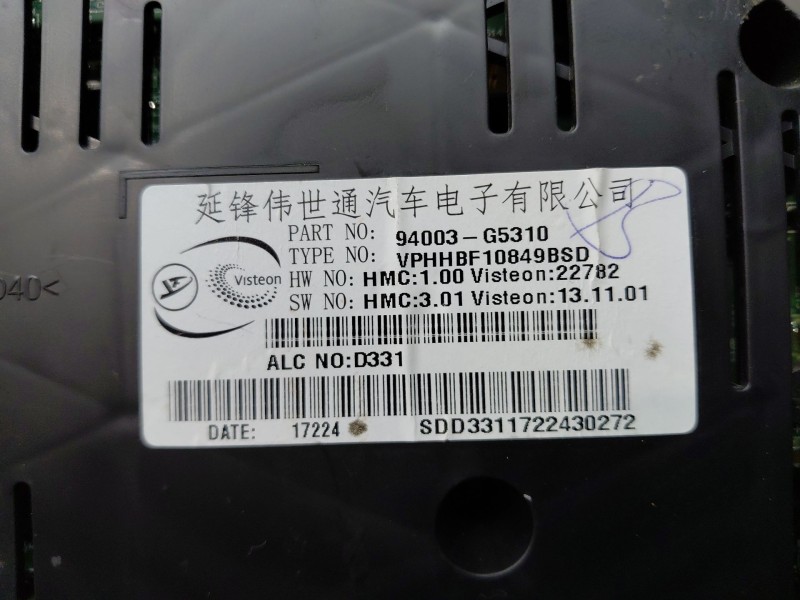 延锋伟世通汽车电子有限公司
PART NO: 94003-G5310
TYPE NO: VPHHBF10849BSD
Visteon
HW NO: HMC:1.00 Visteon:22782
SW NO: HMC:3.01 Visteon:13.11.01
ALC NO:D331
DATE: 17224 SDD3311722430272
040<